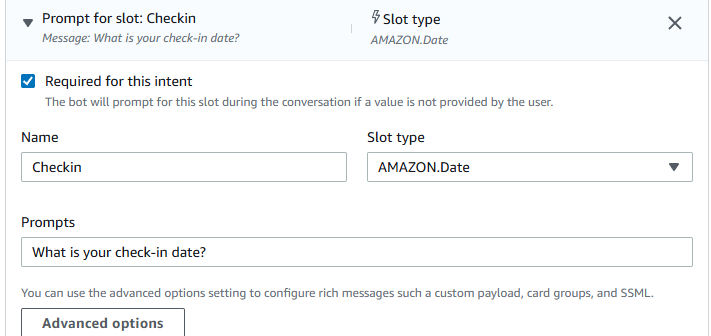 Prompt for slot: Checkin
Message: What is your check-in date?
Slot type
AMAZON.Date
Required for this intent
The bot will prompt for this slot during the conversation if a value is not provided by the user.
Name
Slot type
Checkin
AMAZON.Date
Prompts
What is your check-in date?
You can use the advanced options setting to configure rich messages such a custom payload, card groups, and SSML.
Advanced options